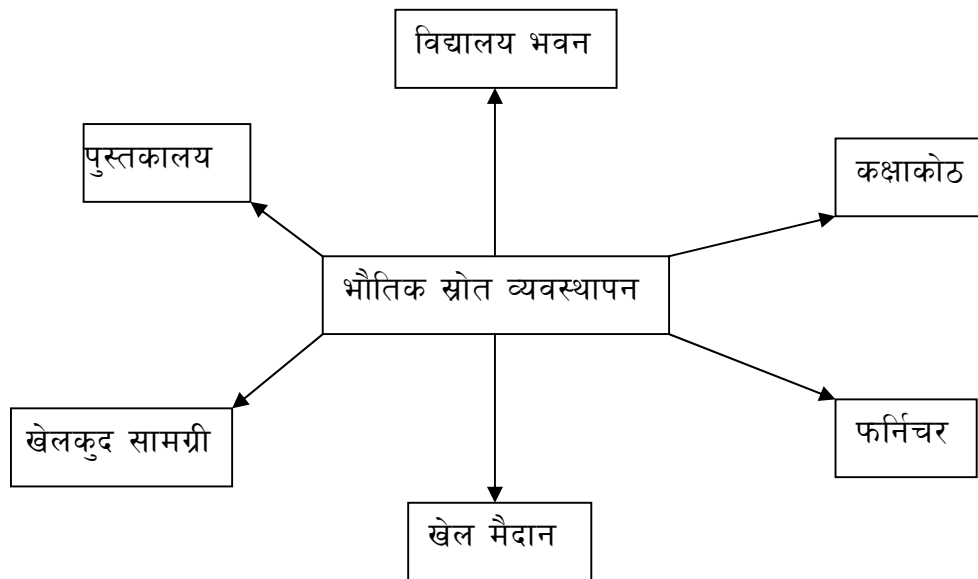 विद्यालय भवन
पुस्तकालय
कक्षाकोठ
भौतिक स्रोत व्यवस्थापन
खेलकुद सामग्री
फर्निचर
खेल मैदान